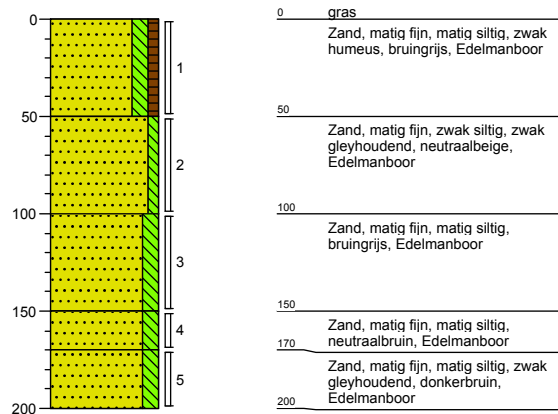 0
50
100
150
200
1
2
3
4
5
0 gras
Zand, matig fijn, matig siltig, zwak
humeus, bruingrijs, Edelmanboor
50
Zand, matig fijn, zwak siltig, zwak
gleyhoudend, neutraalbeige,
Edelmanboor
100
Zand, matig fijn, matig siltig,
bruingrijs, Edelmanboor
150
Zand, matig fijn, matig siltig,
neutraalbruin, Edelmanboor
170
Zand, matig fijn, matig siltig, zwak
gleyhoudend, donkerbruin,
Edelmanboor
200